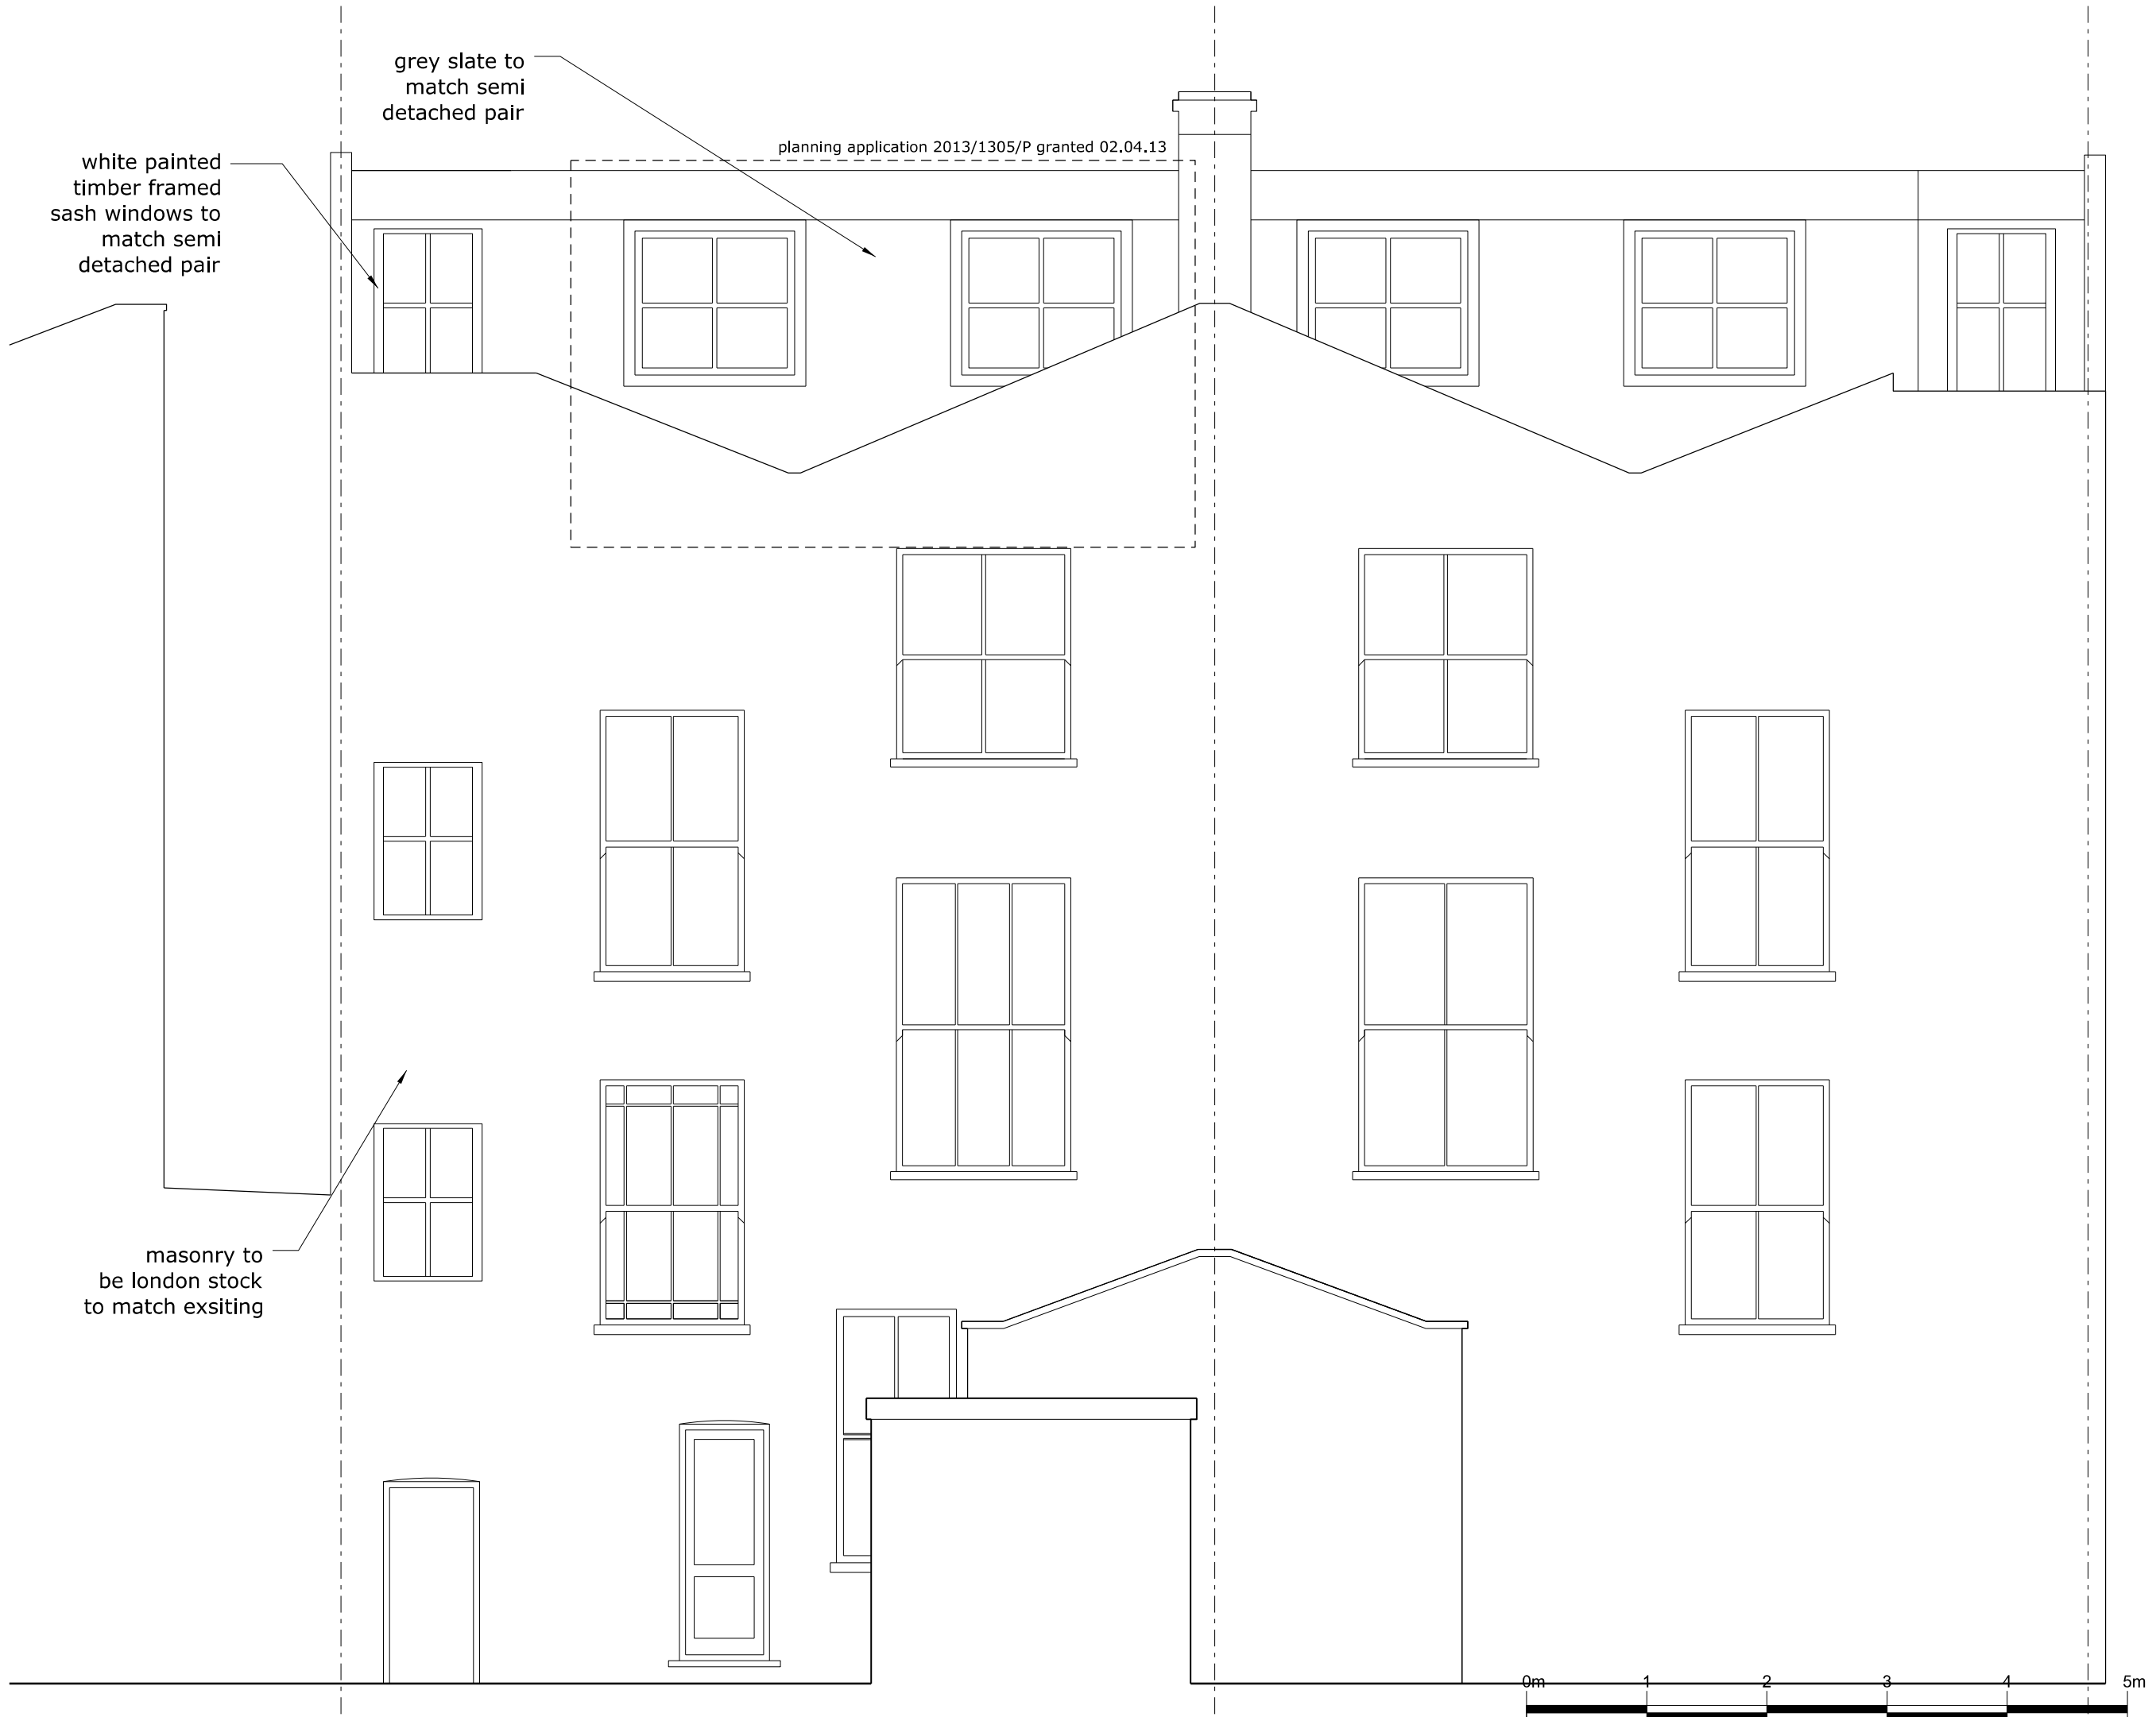 grey slate to
match semi
detached pair
planning application 2013/1305/P granted 02.04.13
white painted
timber framed
sash windows to
match semi
detached pair
masonry to
be london stock
to match exsiting
0m 1 2 3 4 5m